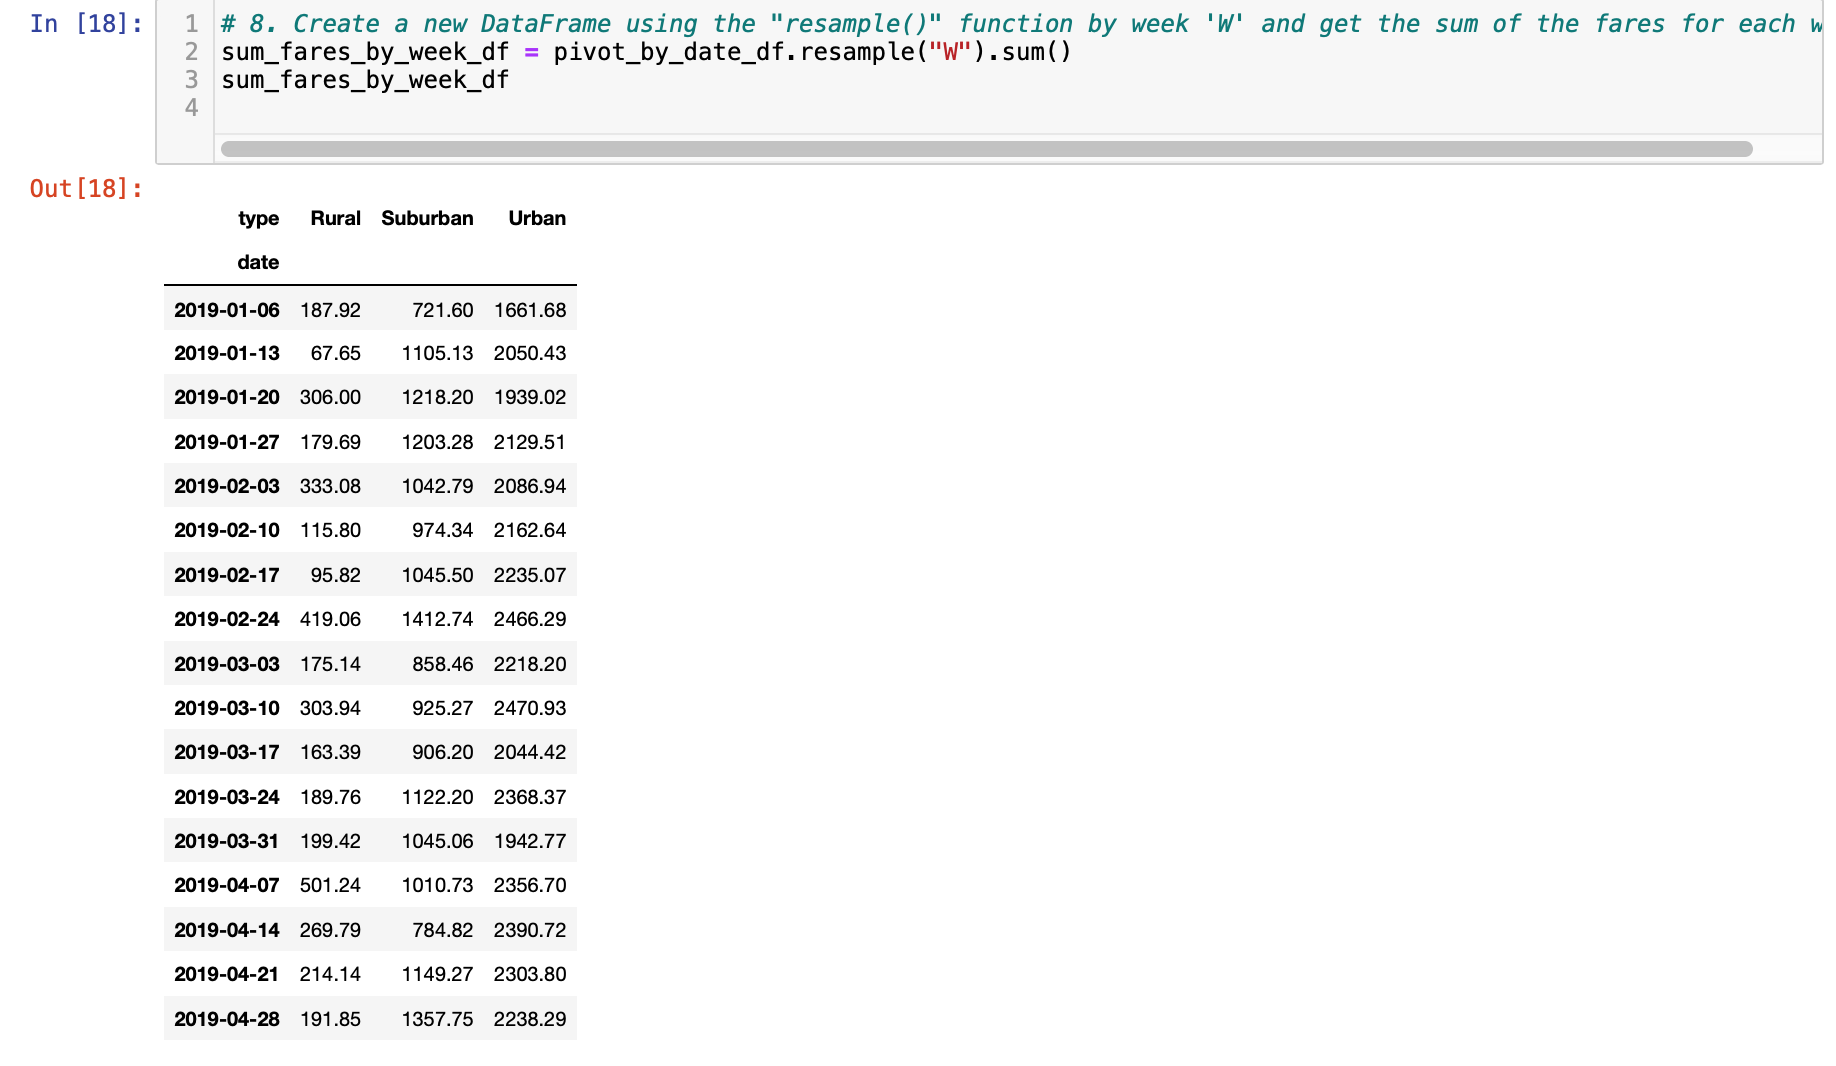 In [18]:
1 # 8. Create a new DataFrame using the "resample()" function by week 'W' and get the sum of the fares for each
2 sum_fares_by_week_df = pivot_by_date_df.resample("W").sum()
3 sum_fares_by_week_df
4
Out[18]:
type Rural Suburban Urban
date
2019-01-06 187.92 721.60 1661.68
2019-01-13 67.65 1105.13 2050.43
2019-01-20 306.00 1218.20 1939.02
2019-01-27 179.69 1203.28 2129.51
2019-02-03 333.08 1042.79 2086.94
2019-02-10 115.80 974.34 2162.64
2019-02-17 95.82 1045.50 2235.07
2019-02-24 419.06 1412.74 2466.29
2019-03-03 175.14 858.46 2218.20
2019-03-10 303.94 925.27 2470.93
2019-03-17 163.39 906.20 2044.42
2019-03-24 189.76 1122.20 2368.37
2019-03-31 199.42 1045.06 1942.77
2019-04-07 501.24 1010.73 2356.70
2019-04-14 269.79 784.82 2390.72
2019-04-21 214.14 1149.27 2303.80
2019-04-28 191.85 1357.75 2238.29